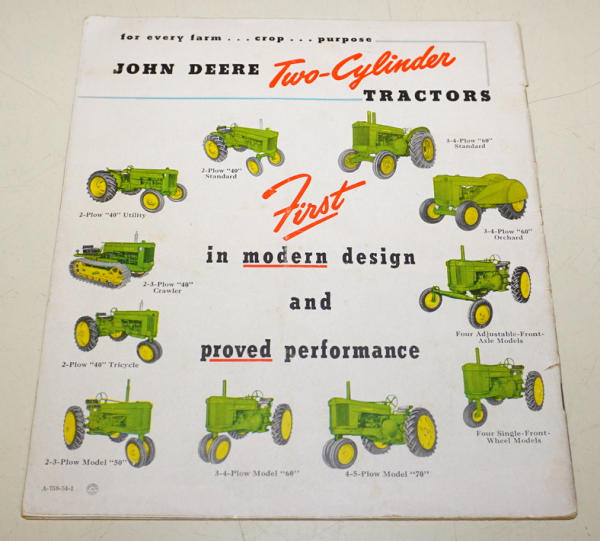 for every farm . . . crop . . . purpose
JOHN DEERE Two-Cylinder
TRACTORS
2-Plow "40"
Standard
3-4-Plow "60"
Standard
2-Plow "40" Utility
First
3-4-Plow "60"
Orchard
in modern design
2-3-Plow "40"
Crawler
and
Four Adjustable-Front-
Axle Models
2-Plow "40" Tricycle
proved performance
Four Single-Front-
Wheel Models
2-3-Plow Model "50"
3-4-Plow Model "60"
4-5-Plow Model "70"
A-759-54-1